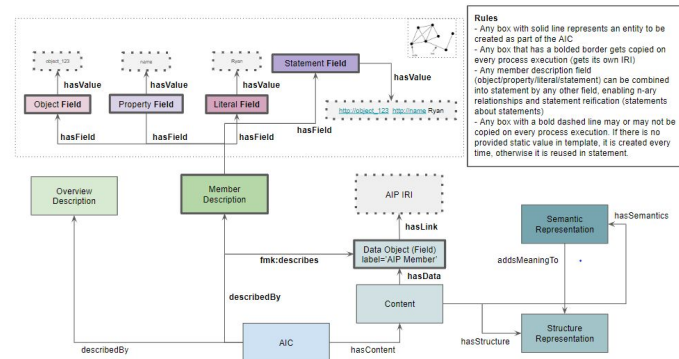 Rules
- Any box with solid line represents an entity to be
created as part of the AIC
- Any box that has a bolded border gets copied on
every process execution (gets its own IRI)
- Any member description field
(object/property/literal/statement) can be combined
into statement by any other field, enabling n-ary
relationships and statement reification (statements
about statements)
- Any box with a bold dashed line may or may not be
copied on every process execution. If there is no
provided static value in template, it is created every
time, otherwise it is reused in statement.
object_123
name
Ryan
Statement Field
hasValue
hasValue
hasValue
hasValue
Object Field
Property Field
Literal Field
http://object_123 http://name Ryan
hasField
hasField
hasField
hasField
Overview
Description
Member
Description
AIP IRI
hasLink
Semantic
Representation
hasSemantics
fmk:describes
Data Object (Field)
label='AIP Member'
addsMeaningTo
hasData
describedBy
Content
hasStructure
Structure
Representation
describedBy
AIC
hasContent